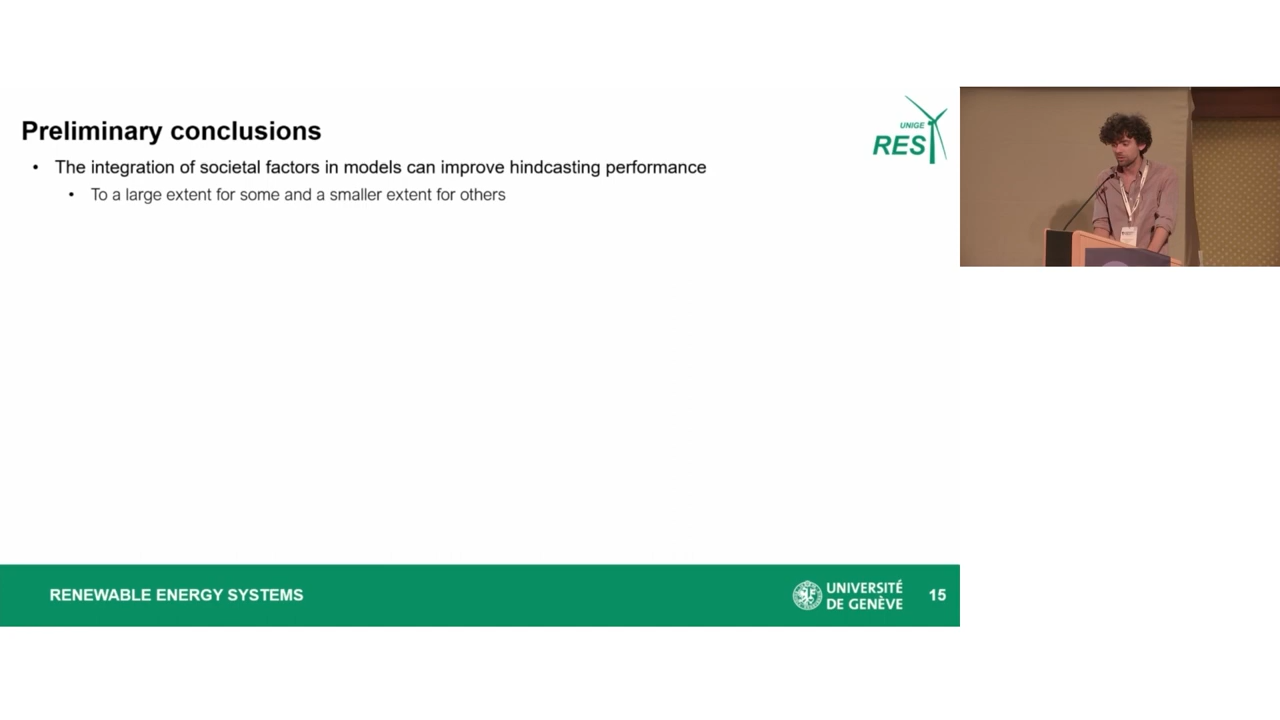 Preliminary conclusions
• The integration of societal factors in models can improve hindcasting performance
• To a large extent for some and a smaller extent for others
UNIGE
RES
RENEWABLE ENERGY SYSTEMS
UNIVERSITÉ
DE GENÈVE
15